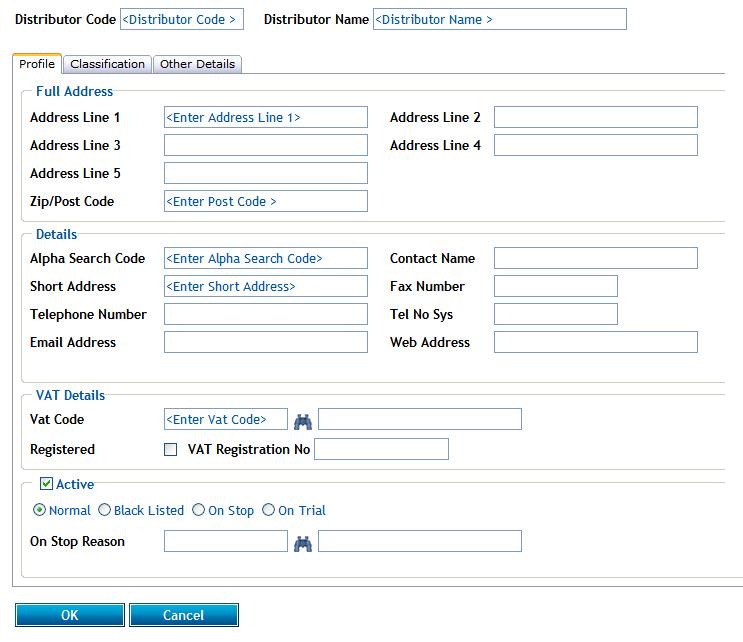 Distributor Code <Distributor Code > Distributor Name <Distributor Name >
Profile Classification Other Details
Full Address
Address Line 1 <Enter Address Line 1> Address Line 2
Address Line 3 Address Line 4
Address Line 5
Zip/Post Code <Enter Post Code >
Details
Alpha Search Code <Enter Alpha Search Code> Contact Name
Short Address <Enter Short Address> Fax Number
Telephone Number Tel No Sys
Email Address Web Address
VAT Details
Vat Code <Enter Vat Code>
Registered VAT Registration No
Active
Normal Black Listed On Stop On Trial
On Stop Reason
OK Cancel